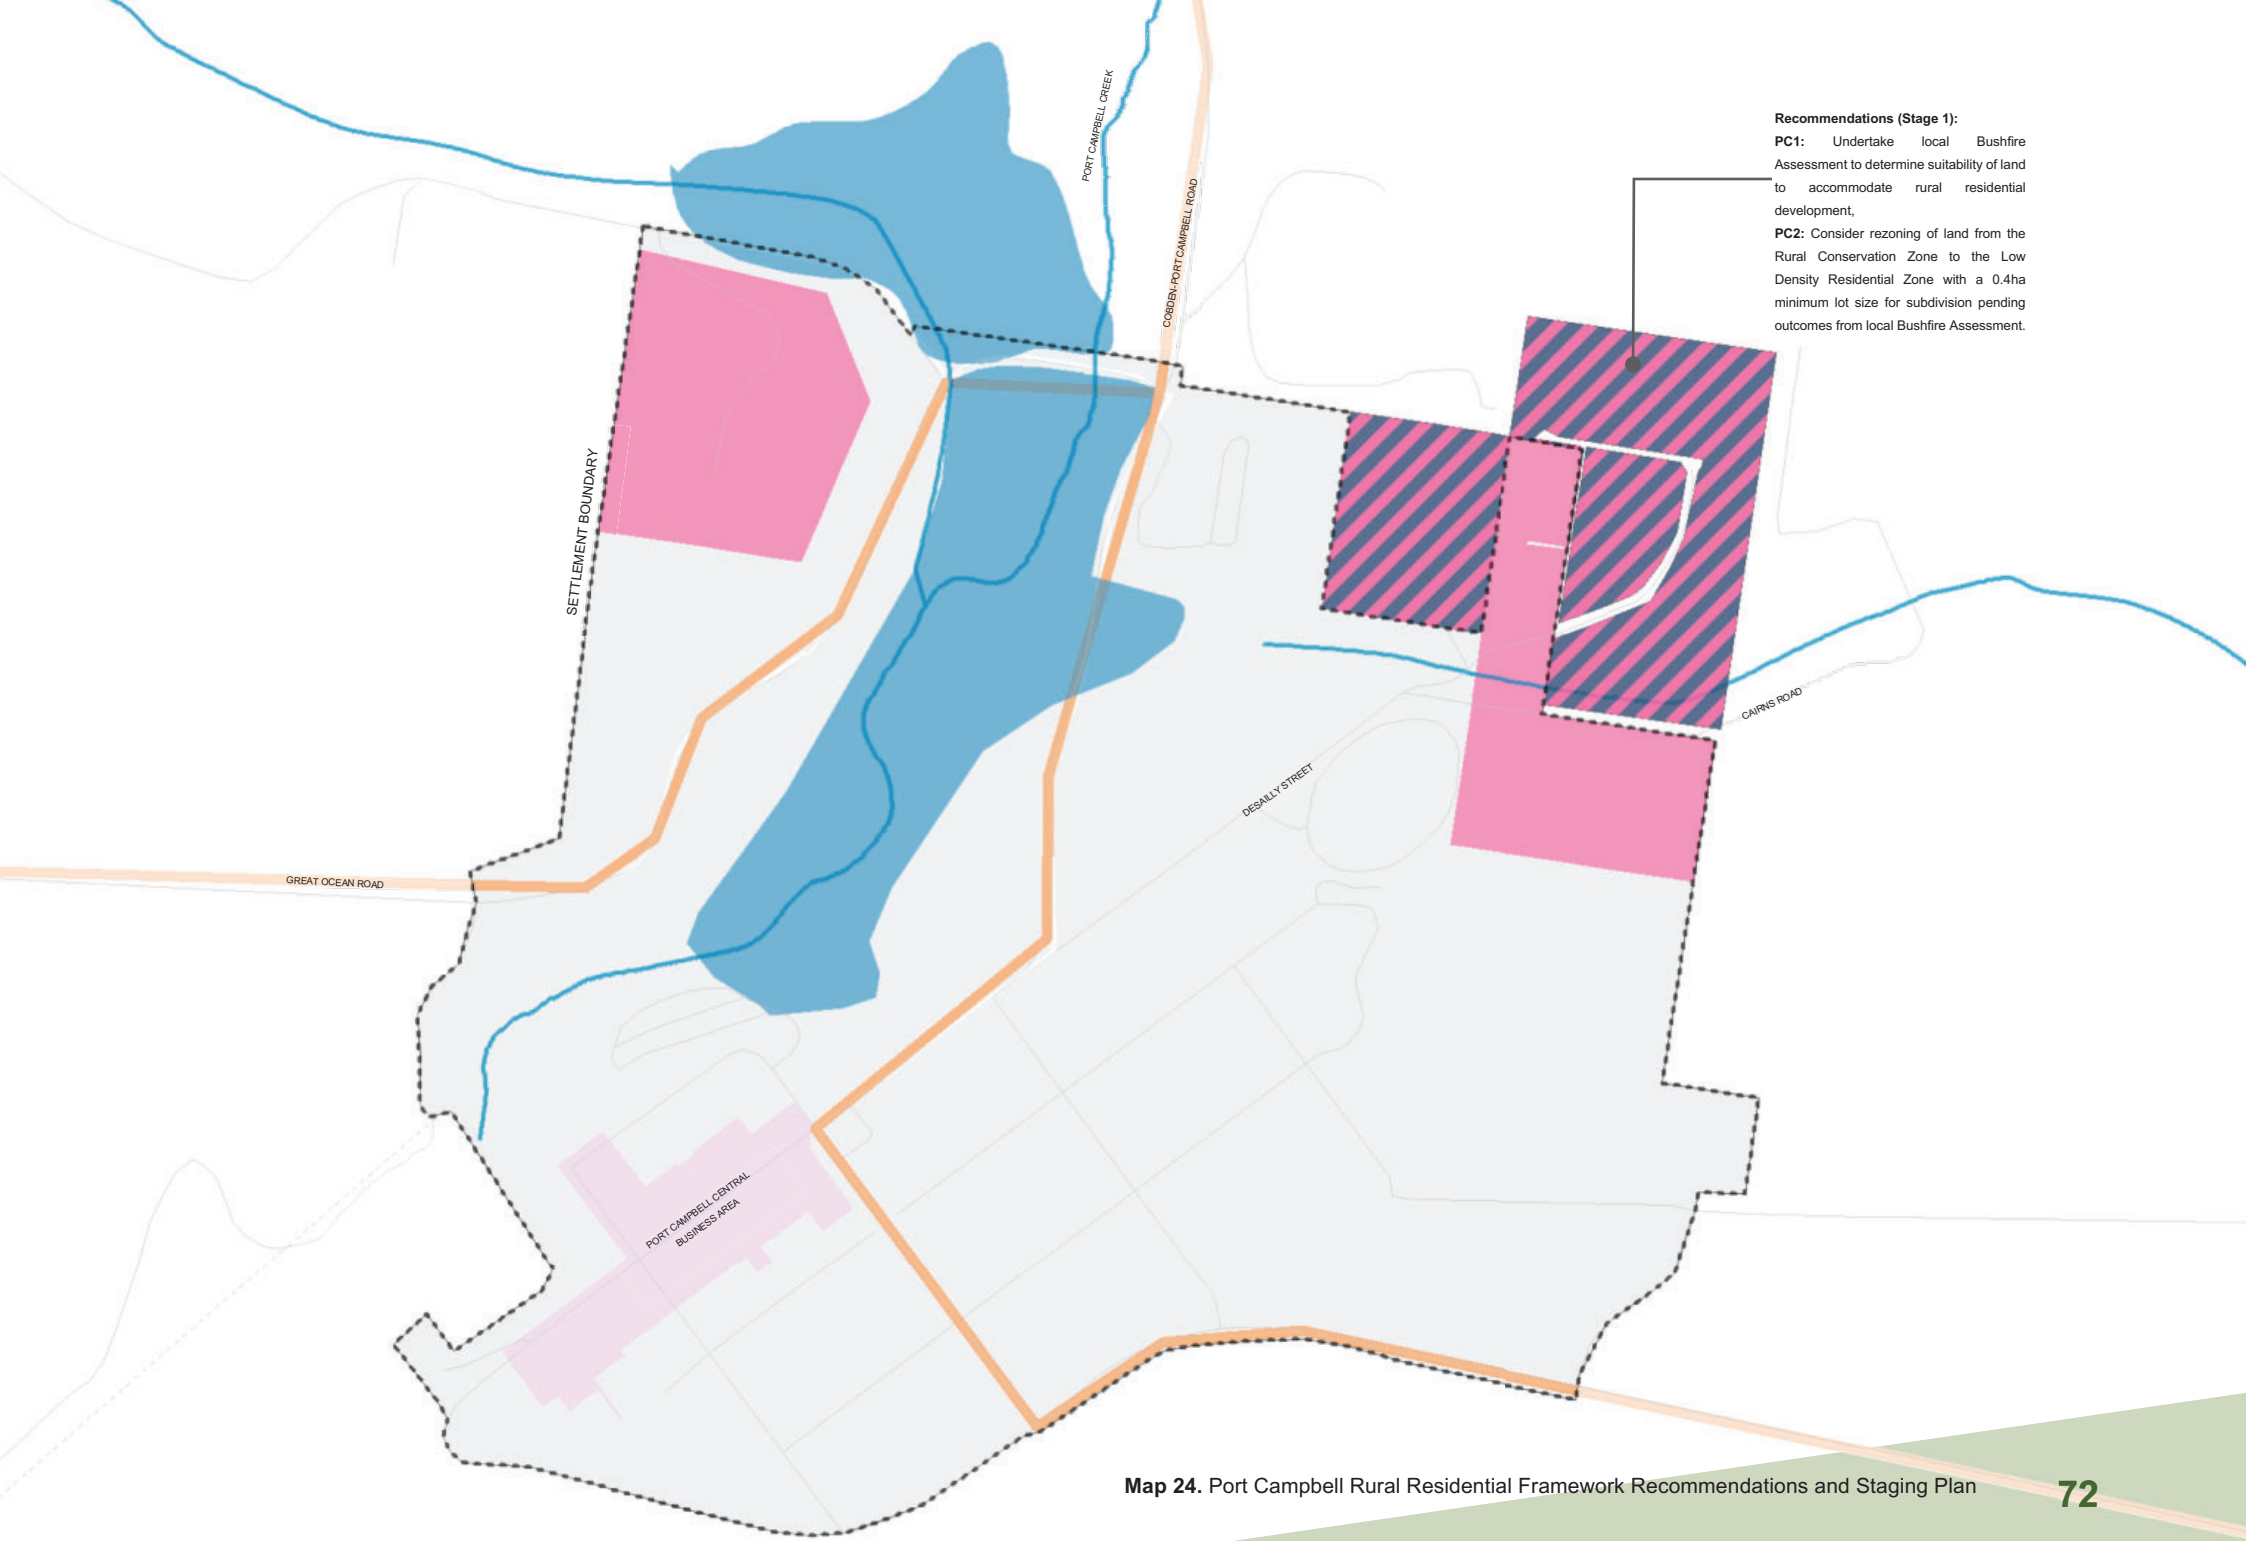 PORT CAMPBELL CREEK
COBDEN-PORT CAMPBELL ROAD
Recommendations (Stage 1):
PC1: Undertake local Bushfire
Assessment to determine suitability of land
to accommodate rural residential
development,
PC2: Consider rezoning of land from the
Rural Conservation Zone to the Low
Density Residential Zone with a 0.4ha
minimum lot size for subdivision pending
outcomes from local Bushfire Assessment.
SETTLEMENT BOUNDARY
CAIRNS ROAD
DESAILLY STREET
GREAT OCEAN ROAD
PORT CAMPBELL CENTRAL
BUSINESS AREA
Map 24. Port Campbell Rural Residential Framework Recommendations and Staging Plan
72